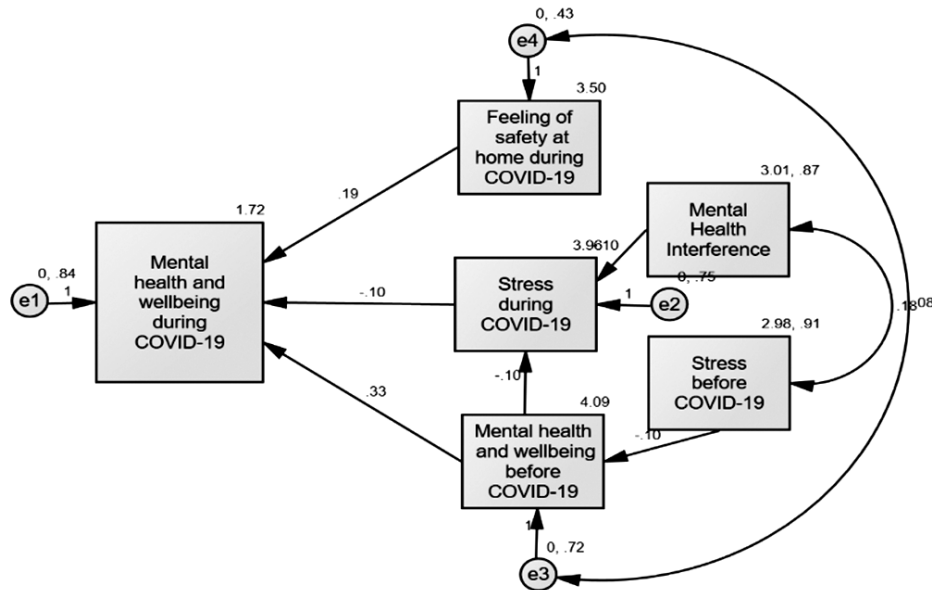 0, .43
e4
1
3.50
Feeling of
safety at
home during
COVID-19
3.01, .87
Mental
Health
Interference
.19
1.72
Mental
health and
wellbeing
during
COVID-19
0, .84
e1
1
3.9610
Stress
during
COVID-19
-.10
0, .75
1
e2
.18
08
2.98, .91
Stress
before
COVID-19
-.10
-.10
.33
4.09
Mental health
and wellbeing
before
COVID-19
1
0, .72
e3